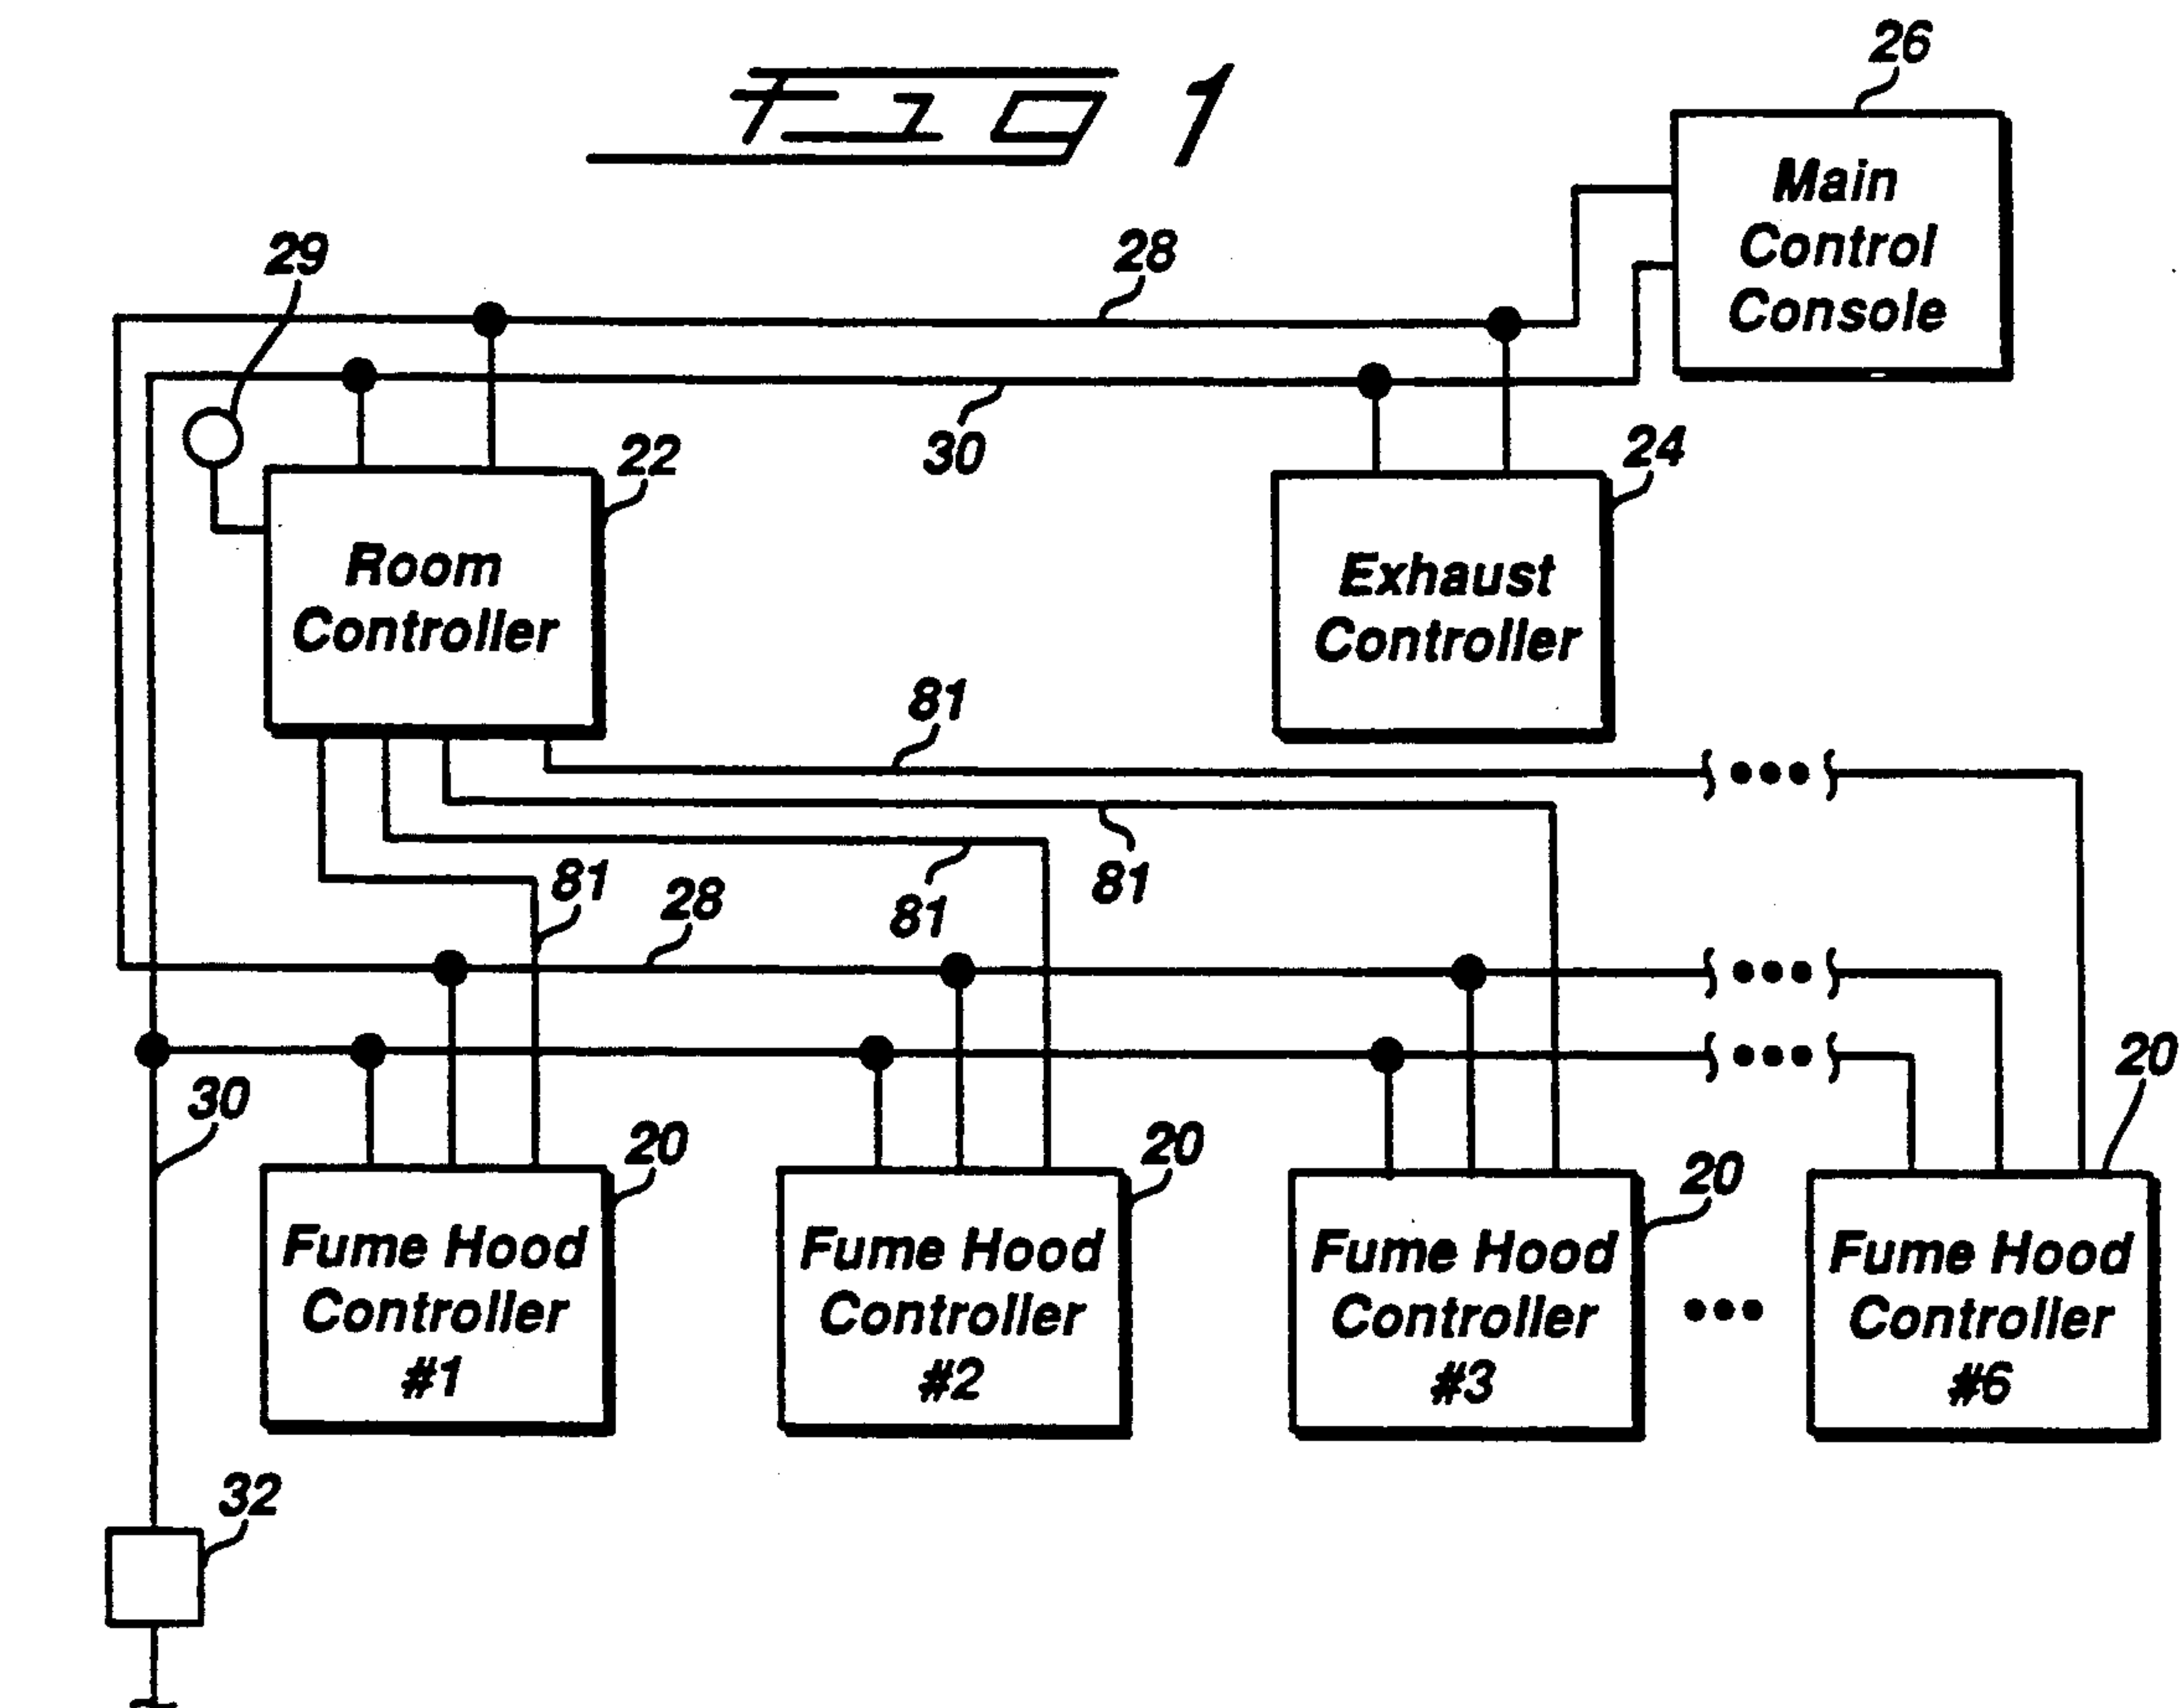 Fig 1
26
Main
Control
Console
29
28
30
22
24
Room
Controller
Exhaust
Controller
81
81
81
81
28
30
20
20
20
20
Fume Hood
Controller
#1
Fume Hood
Controller
#2
Fume Hood
Controller
#3
Fume Hood
Controller
#6
32